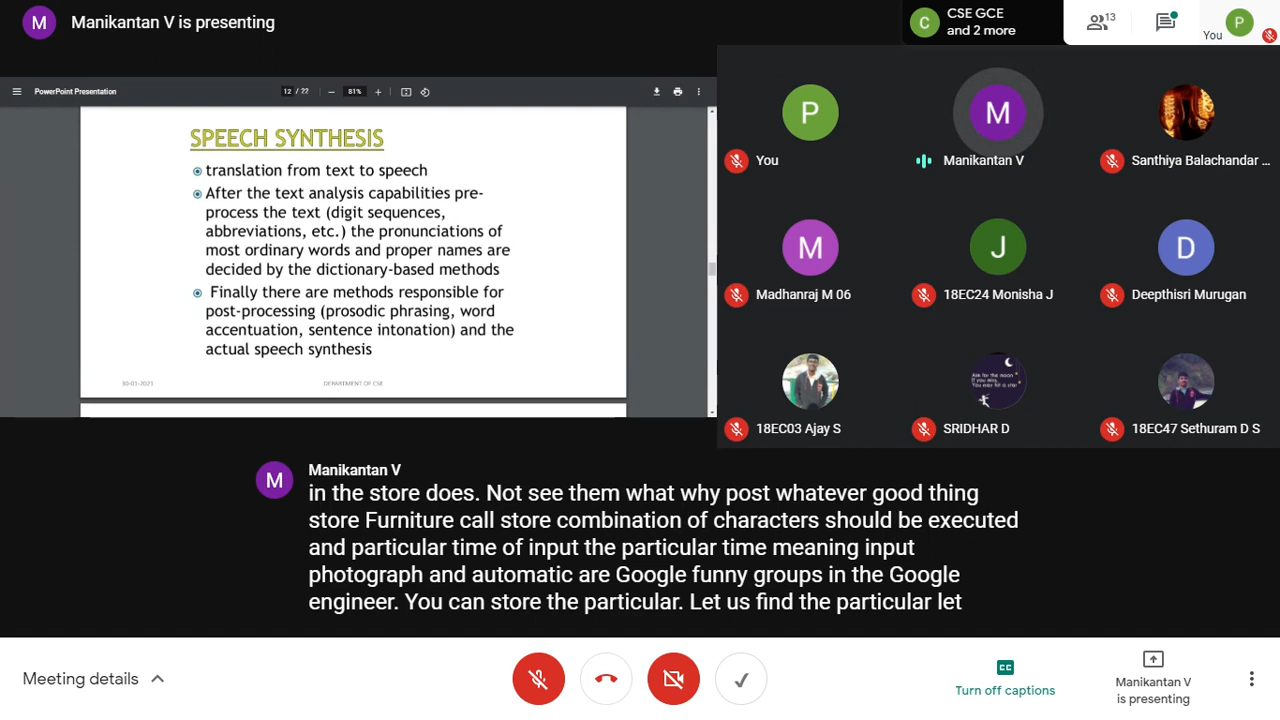 M Manikantan V is presenting
C CSE GCE
and 2 more
13
You P
PowerPoint Presentation 12 / 22 81%
SPEECH SYNTHESIS
translation from text to speech
After the text analysis capabilities pre-
process the text (digit sequences,
abbreviations, etc.) the pronunciations of
most ordinary words and proper names are
decided by the dictionary-based methods
Finally there are methods responsible for
post-processing (prosodic phrasing, word
accentuation, sentence intonation) and the
actual speech synthesis
30-01-2021 DEPARTMENT OF CSE
P M
You Manikantan V Santhiya Balachandar ...
M J D
Madhanraj M 06 18EC24 Monisha J Deepthisri Murugan
18EC03 Ajay S SRIDHAR D 18EC47 Sethuram D S
M Manikantan V
in the store does. Not see them what why post whatever good thing
store Furniture call store combination of characters should be executed
and particular time of input the particular time meaning input
photograph and automatic are Google funny groups in the Google
engineer. You can store the particular. Let us find the particular let
Meeting details
CC
Turn off captions
Manikantan V
is presenting